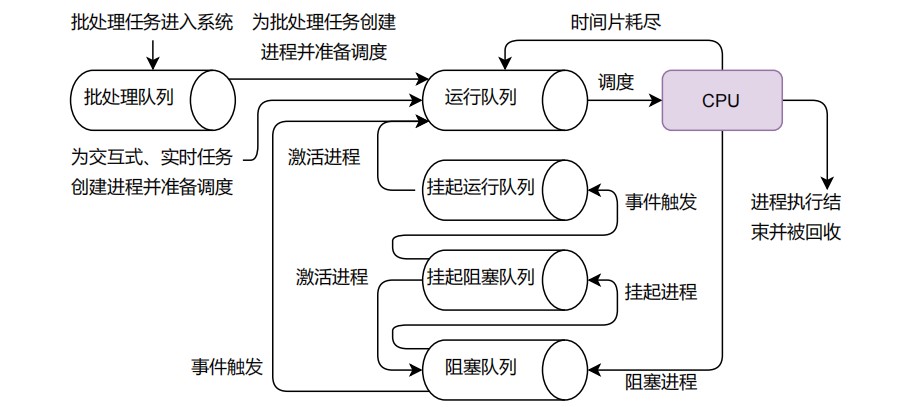 批处理任务进入系统
为批处理任务创建
进程并准备调度
时间片耗尽
批处理队列
运行队列
调度
CPU
为交互式、实时任务
创建进程并准备调度
激活进程
挂起运行队列
事件触发
进程执行结
束并被回收
激活进程
挂起阻塞队列
挂起进程
事件触发
阻塞队列
阻塞进程